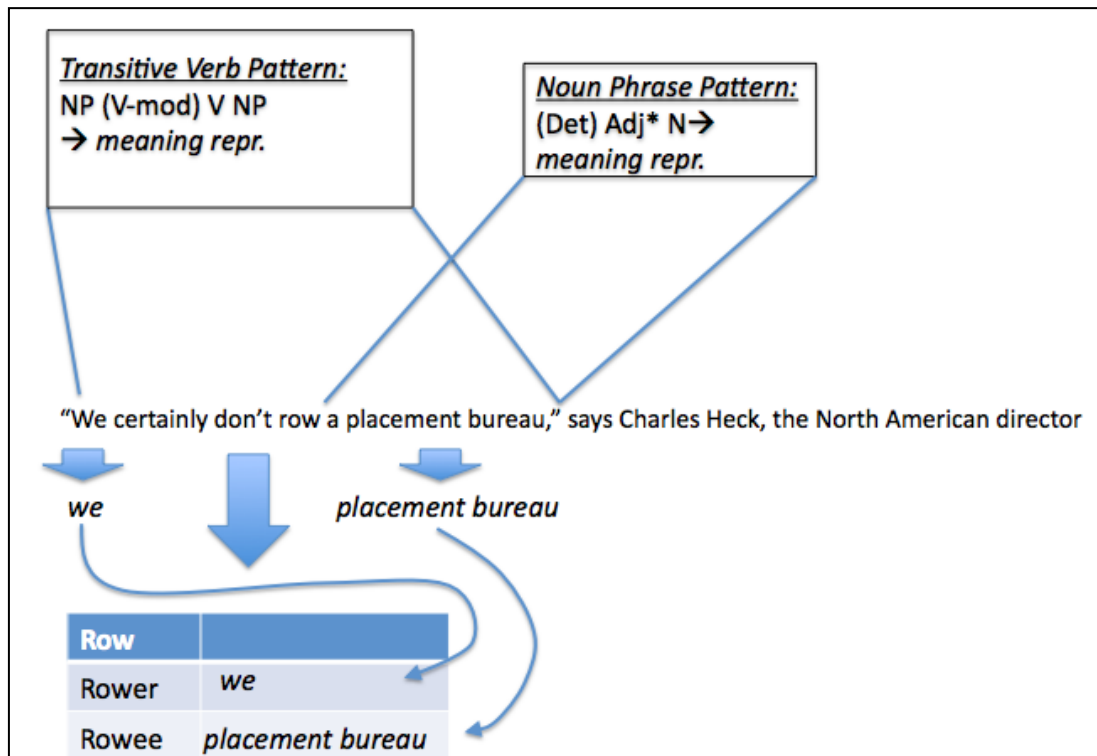 Transitive Verb Pattern:
NP (V-mod) V NP
→ meaning repr.
Noun Phrase Pattern:
(Det) Adj* N→
meaning repr.
“We certainly don’t row a placement bureau,” says Charles Heck, the North American director
we
placement bureau
Row
Rower we
Rowee placement bureau